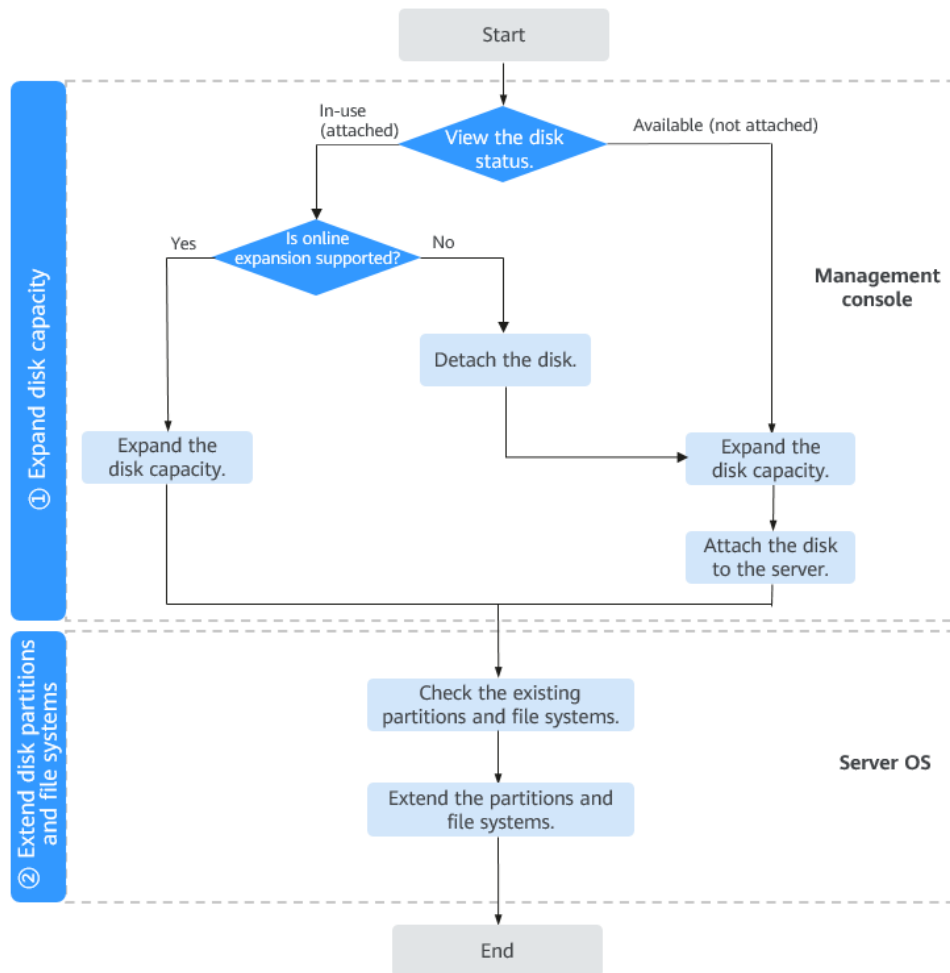 Start
① Expand disk capacity
In-use
(attached)
View the disk
status.
Available (not attached)
Yes
Is online
expansion supported?
No
Management
console
Detach the disk.
Expand the
disk capacity.
Expand the
disk capacity.
Attach the disk
to the server.
② Extend disk partitions
and file systems
Check the existing
partitions and file systems.
Server OS
Extend the partitions and
file systems.
End